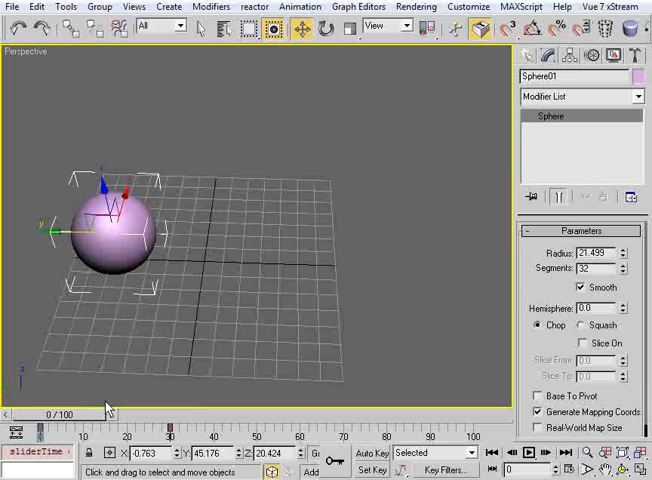 File Edit Tools Group Views Create Modifiers reactor Animation Graph Editors Rendering Customize MAXScript Help Vue 7 xStream
All View
Perspective
Sphere01
Modifier List
Sphere
- Parameters
Radius: 21.499
Segments: 32
Smooth
Hemisphere: 0.0
Chop Squash
Slice On
Slice From: 0.0
Slice To: 0.0
Base To Pivot
Generate Mapping Coords.
Real-World Map Size
z
y
< 0 / 100 >
10 20 30 40 50 60 70 80 90 100
sliderTime X: -0.763 Y: 45.176 Z: 20.424 Auto Key Selected
Click and drag to select and move objects Add Set Key Key Filters... 0